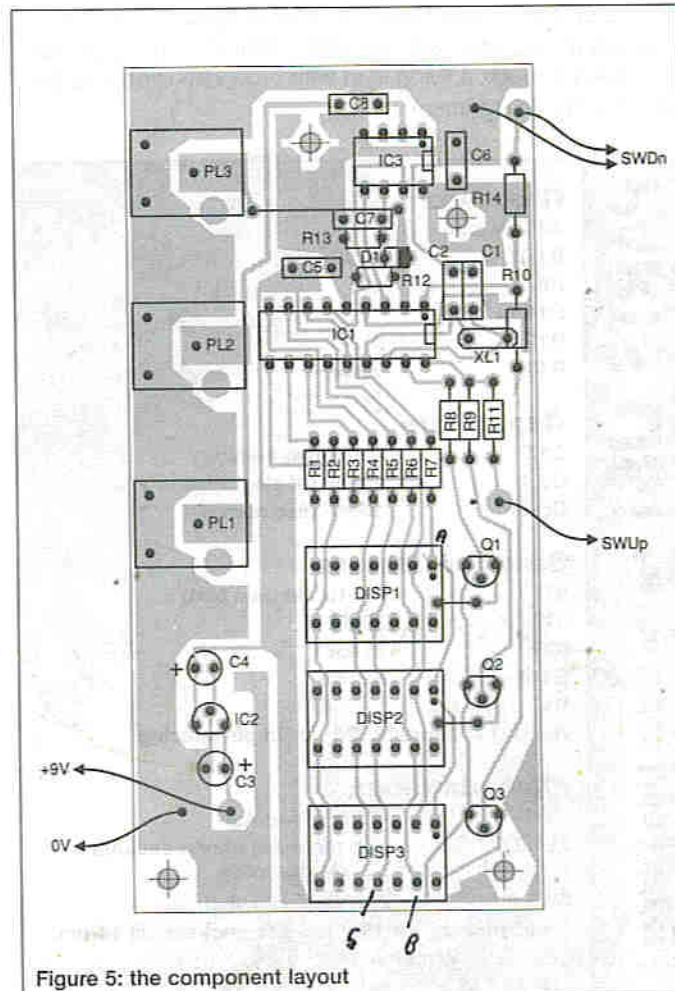 C8
SWDn
PL3
IC3
C6
R14
C7
R13
D1
C2
C1
C5
R12
R10
IC1
PL2
XL1
R8
R9
R11
R1
R2
R3
R4
R5
R6
R7
PL1
SWUp
A
Q1
DISP1
+
C4
Q2
IC2
DISP2
+9V
C3
+
Q3
0V
DISP3
5
8
Figure 5: the component layout